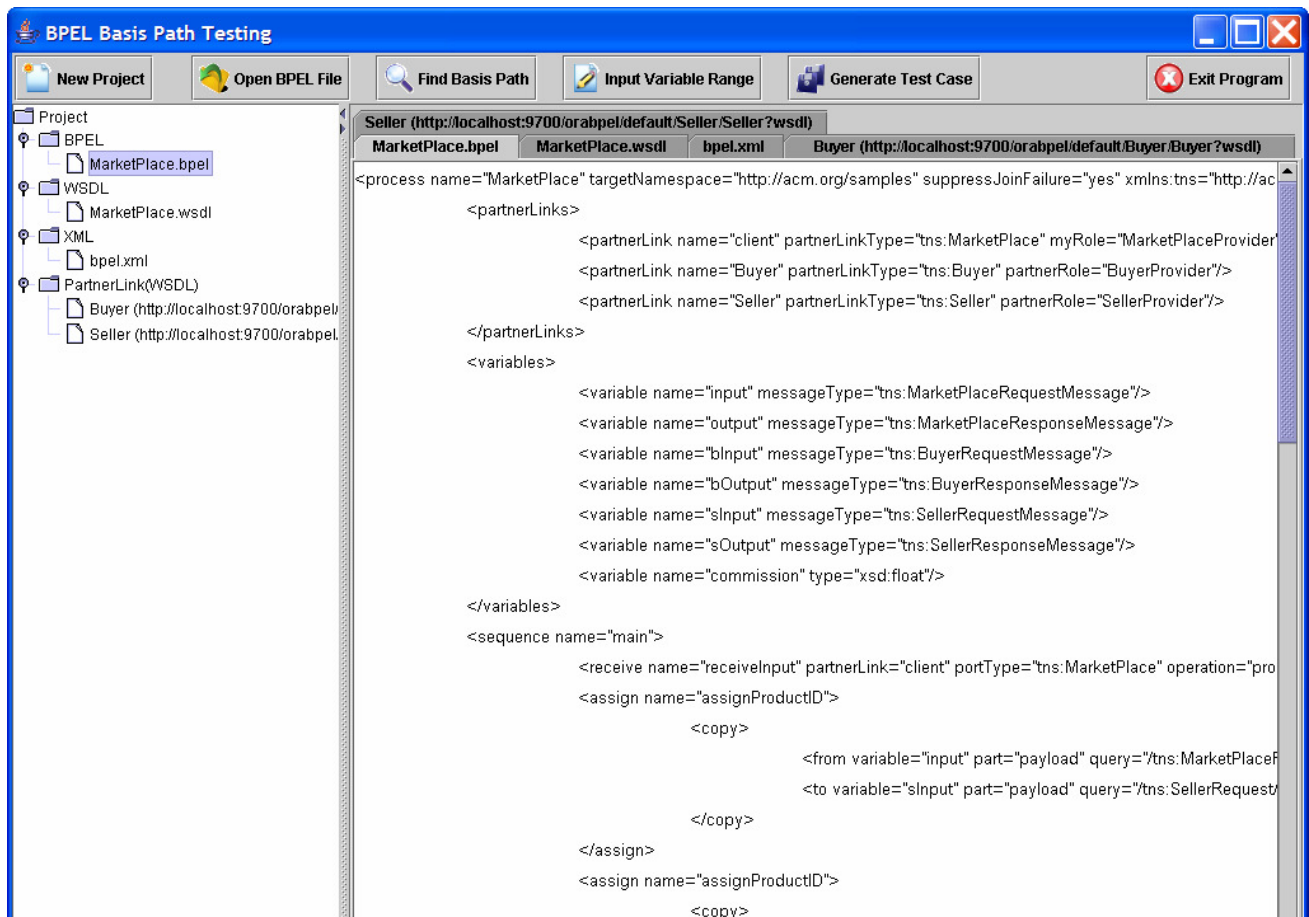 BPEL Basis Path Testing
New Project
Open BPEL File
Find Basis Path
Input Variable Range
Generate Test Case
Exit Program
Project
BPEL
MarketPlace.bpel
WSDL
MarketPlace.wsdl
XML
bpel.xml
PartnerLink(WSDL)
Buyer (http://localhost:9700/orabpel/
Seller (http://localhost:9700/orabpel.
Seller (http://localhost:9700/orabpel/default/Seller/Seller?wsdl)
MarketPlace.bpel
MarketPlace.wsdl
bpel.xml
Buyer (http://localhost:9700/orabpel/default/Buyer/Buyer?wsdl)
<process name="MarketPlace" targetNamespace="http://acm.org/samples" suppressJoinFailure="yes" xmlns:tns="http://ac
<partnerLinks>
<partnerLink name="client" partnerLinkType="tns:MarketPlace" myRole="MarketPlaceProvider"
<partnerLink name="Buyer" partnerLinkType="tns:Buyer" partnerRole="BuyerProvider"/>
<partnerLink name="Seller" partnerLinkType="tns:Seller" partnerRole="SellerProvider"/>
</partnerLinks>
<variables>
<variable name="input" messageType="tns:MarketPlaceRequestMessage"/>
<variable name="output" messageType="tns:MarketPlaceResponseMessage"/>
<variable name="bInput" messageType="tns:BuyerRequestMessage"/>
<variable name="bOutput" messageType="tns:BuyerResponseMessage"/>
<variable name="sInput" messageType="tns:SellerRequestMessage"/>
<variable name="sOutput" messageType="tns:SellerResponseMessage"/>
<variable name="commission" type="xsd:float"/>
</variables>
<sequence name="main">
<receive name="receiveInput" partnerLink="client" portType="tns:MarketPlace" operation="pro
<assign name="assignProductID">
<copy>
<from variable="input" part="payload" query="/tns:MarketPlaceF
<to variable="sInput" part="payload" query="/tns:SellerRequest/
</copy>
</assign>
<assign name="assignProductID">
<copy>